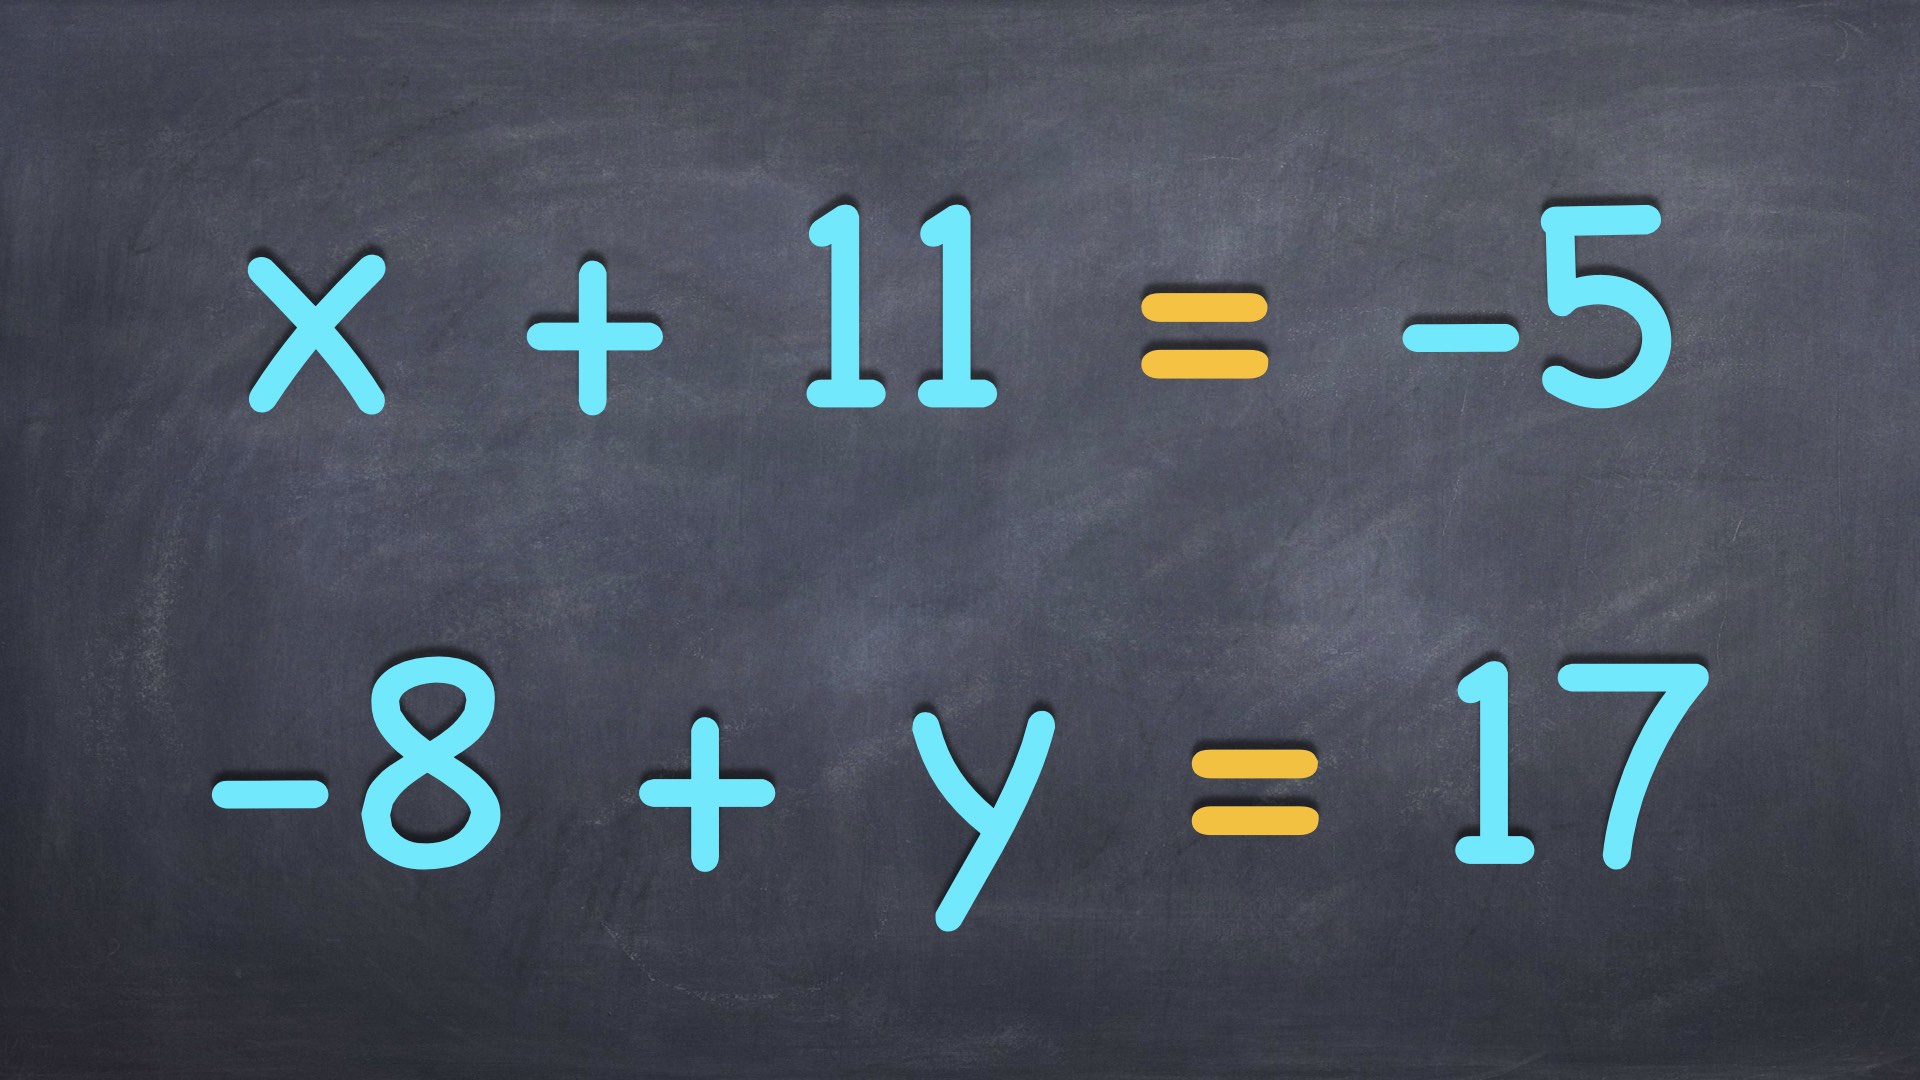 x + 11 = -5
-8 + y = 17